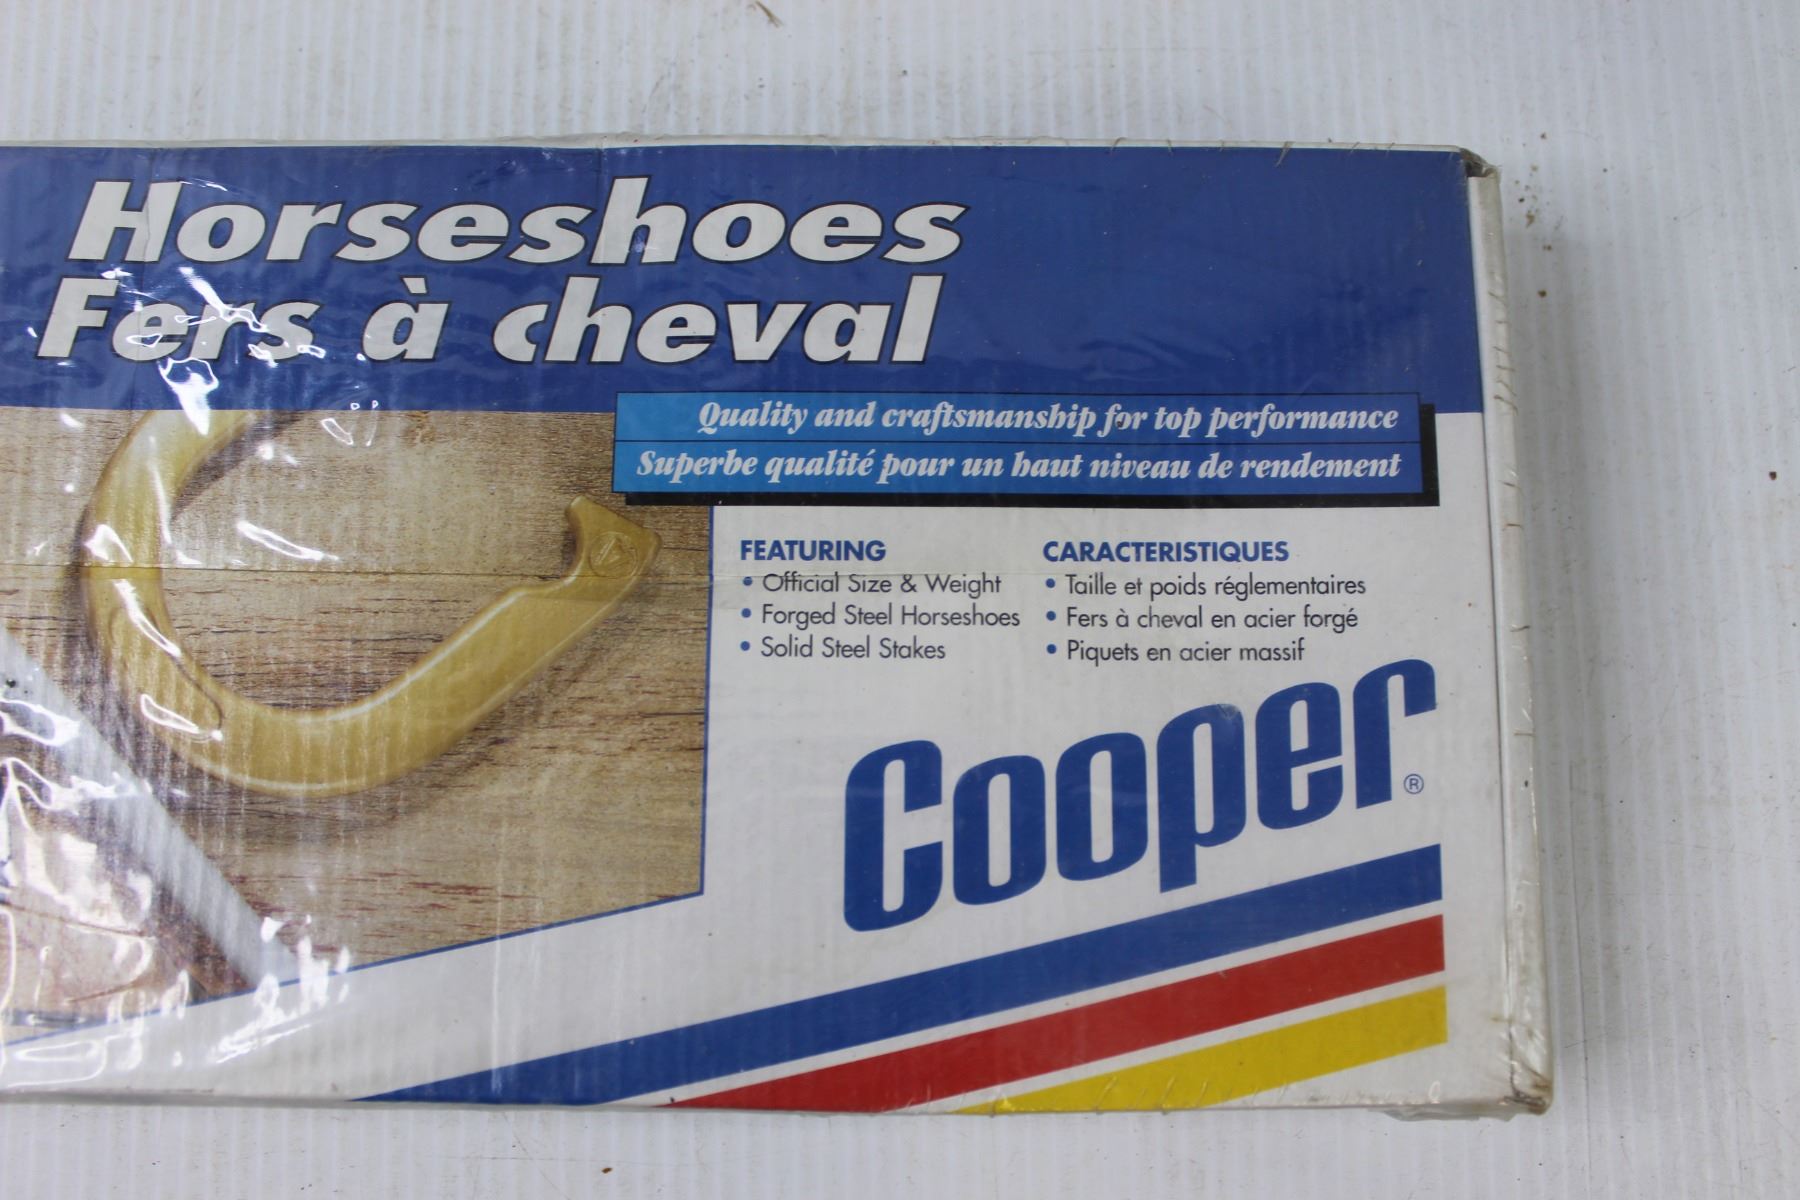 Horseshoes
Fers à cheval
Quality and craftsmanship for top performance
Superbe qualité pour un haut niveau de rendement
FEATURING
• Official Size & Weight
• Forged Steel Horseshoes
• Solid Steel Stakes
CARACTERISTIQUES
• Taille et poids réglementaires
• Fers à cheval en acier forgé
• Piquets en acier massif
Cooper®